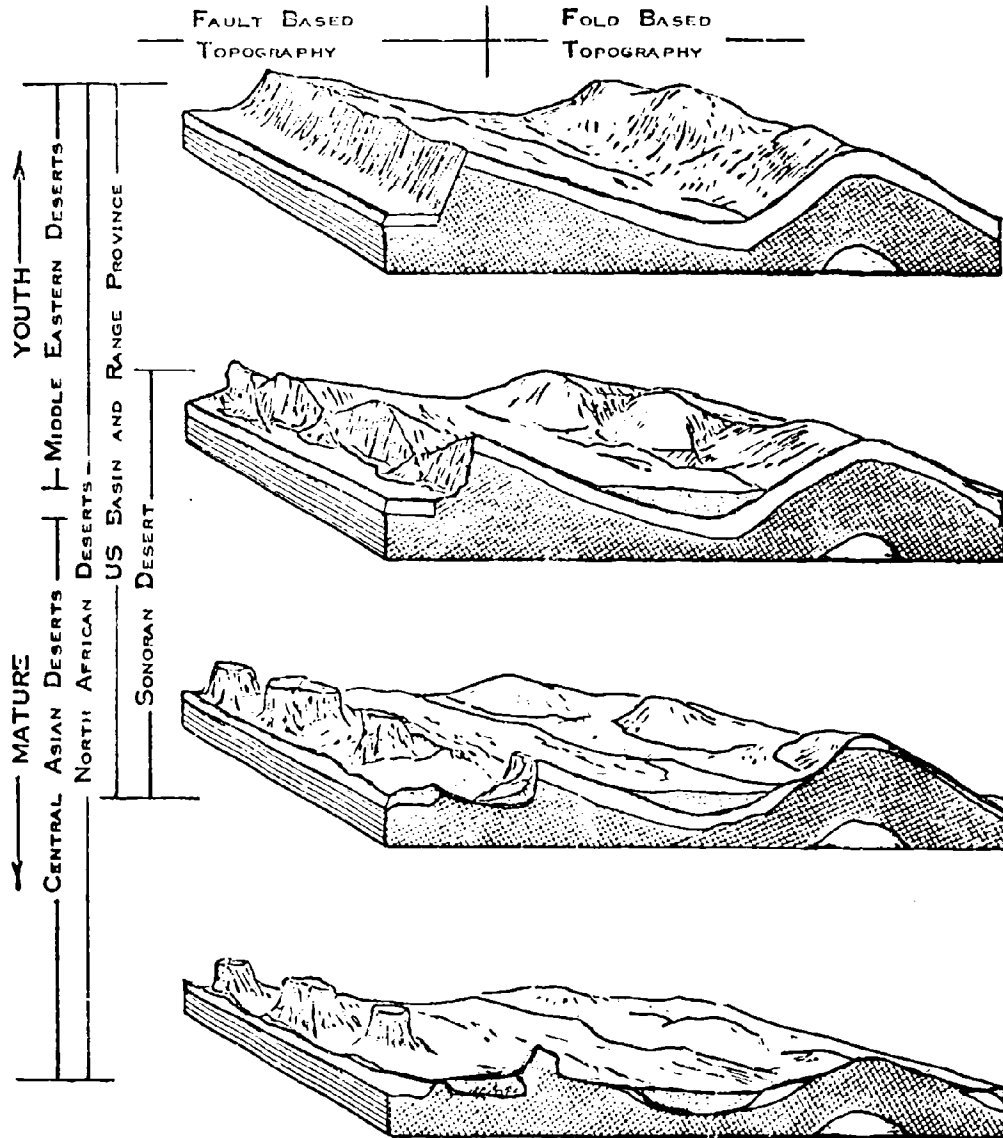 FAULT BASED
TOPOGRAPHY
FOLD BASED
TOPOGRAPHY
YOUTH
MATURE
MIDDLE EASTERN DESERTS
CENTRAL ASIAN DESERTS
NORTH AFRICAN DESERTS
US BASIN AND RANGE PROVINCE
SONORAN DESERT